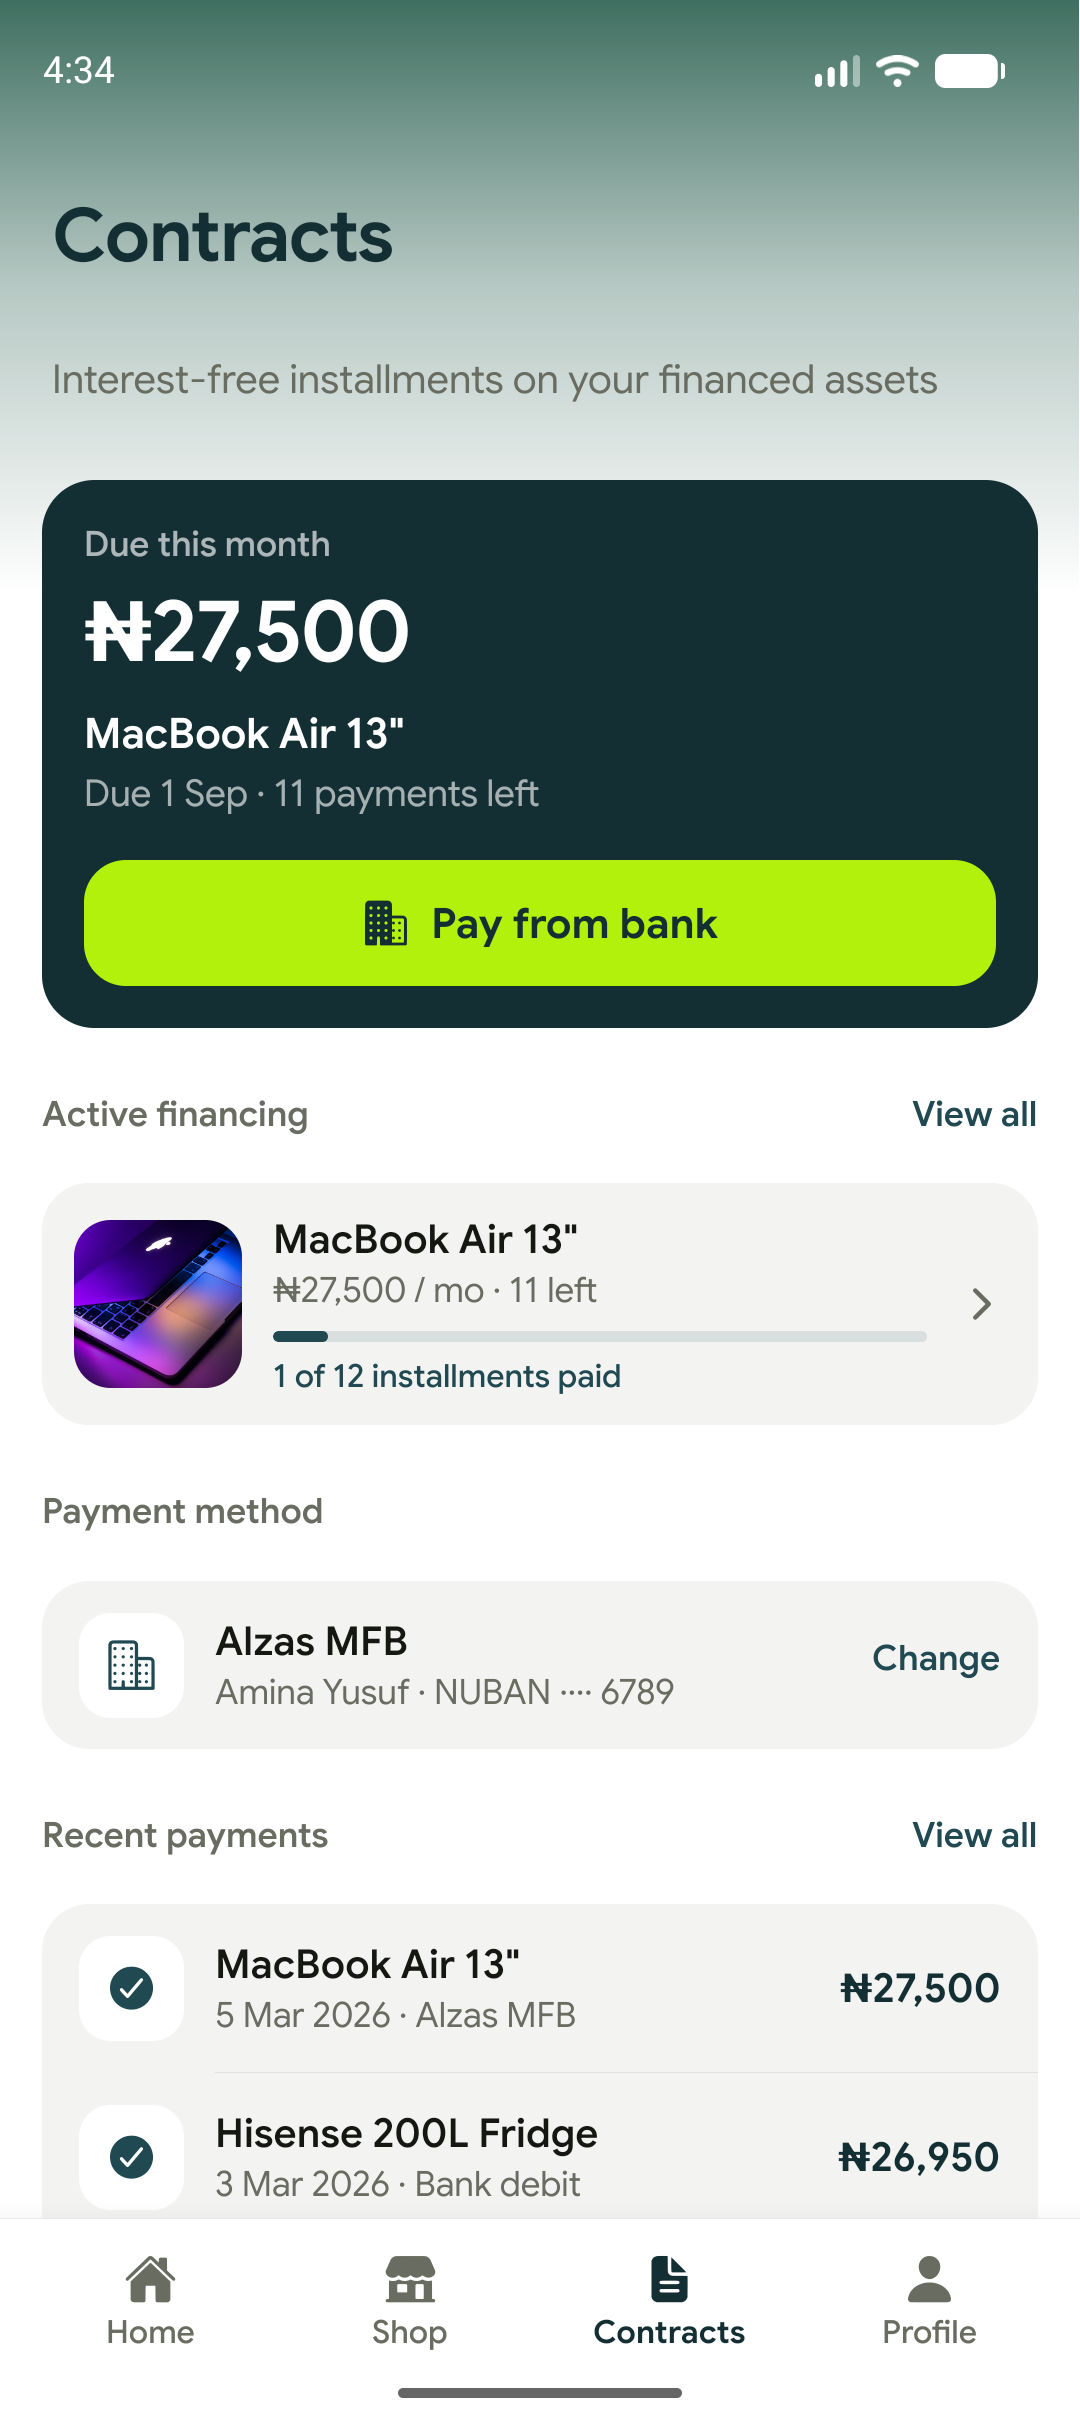 4:34
Contracts
Interest-free installments on your financed assets
Due this month
₦27,500
MacBook Air 13"
Due 1 Sep · 11 payments left
Pay from bank
Active financing
View all
MacBook Air 13"
₦27,500 / mo · 11 left
1 of 12 installments paid
Payment method
Alzas MFB
Amina Yusuf · NUBAN ···· 6789
Change
Recent payments
View all
MacBook Air 13"
5 Mar 2026 · Alzas MFB
₦27,500
Hisense 200L Fridge
3 Mar 2026 · Bank debit
₦26,950
Home
Shop
Contracts
Profile